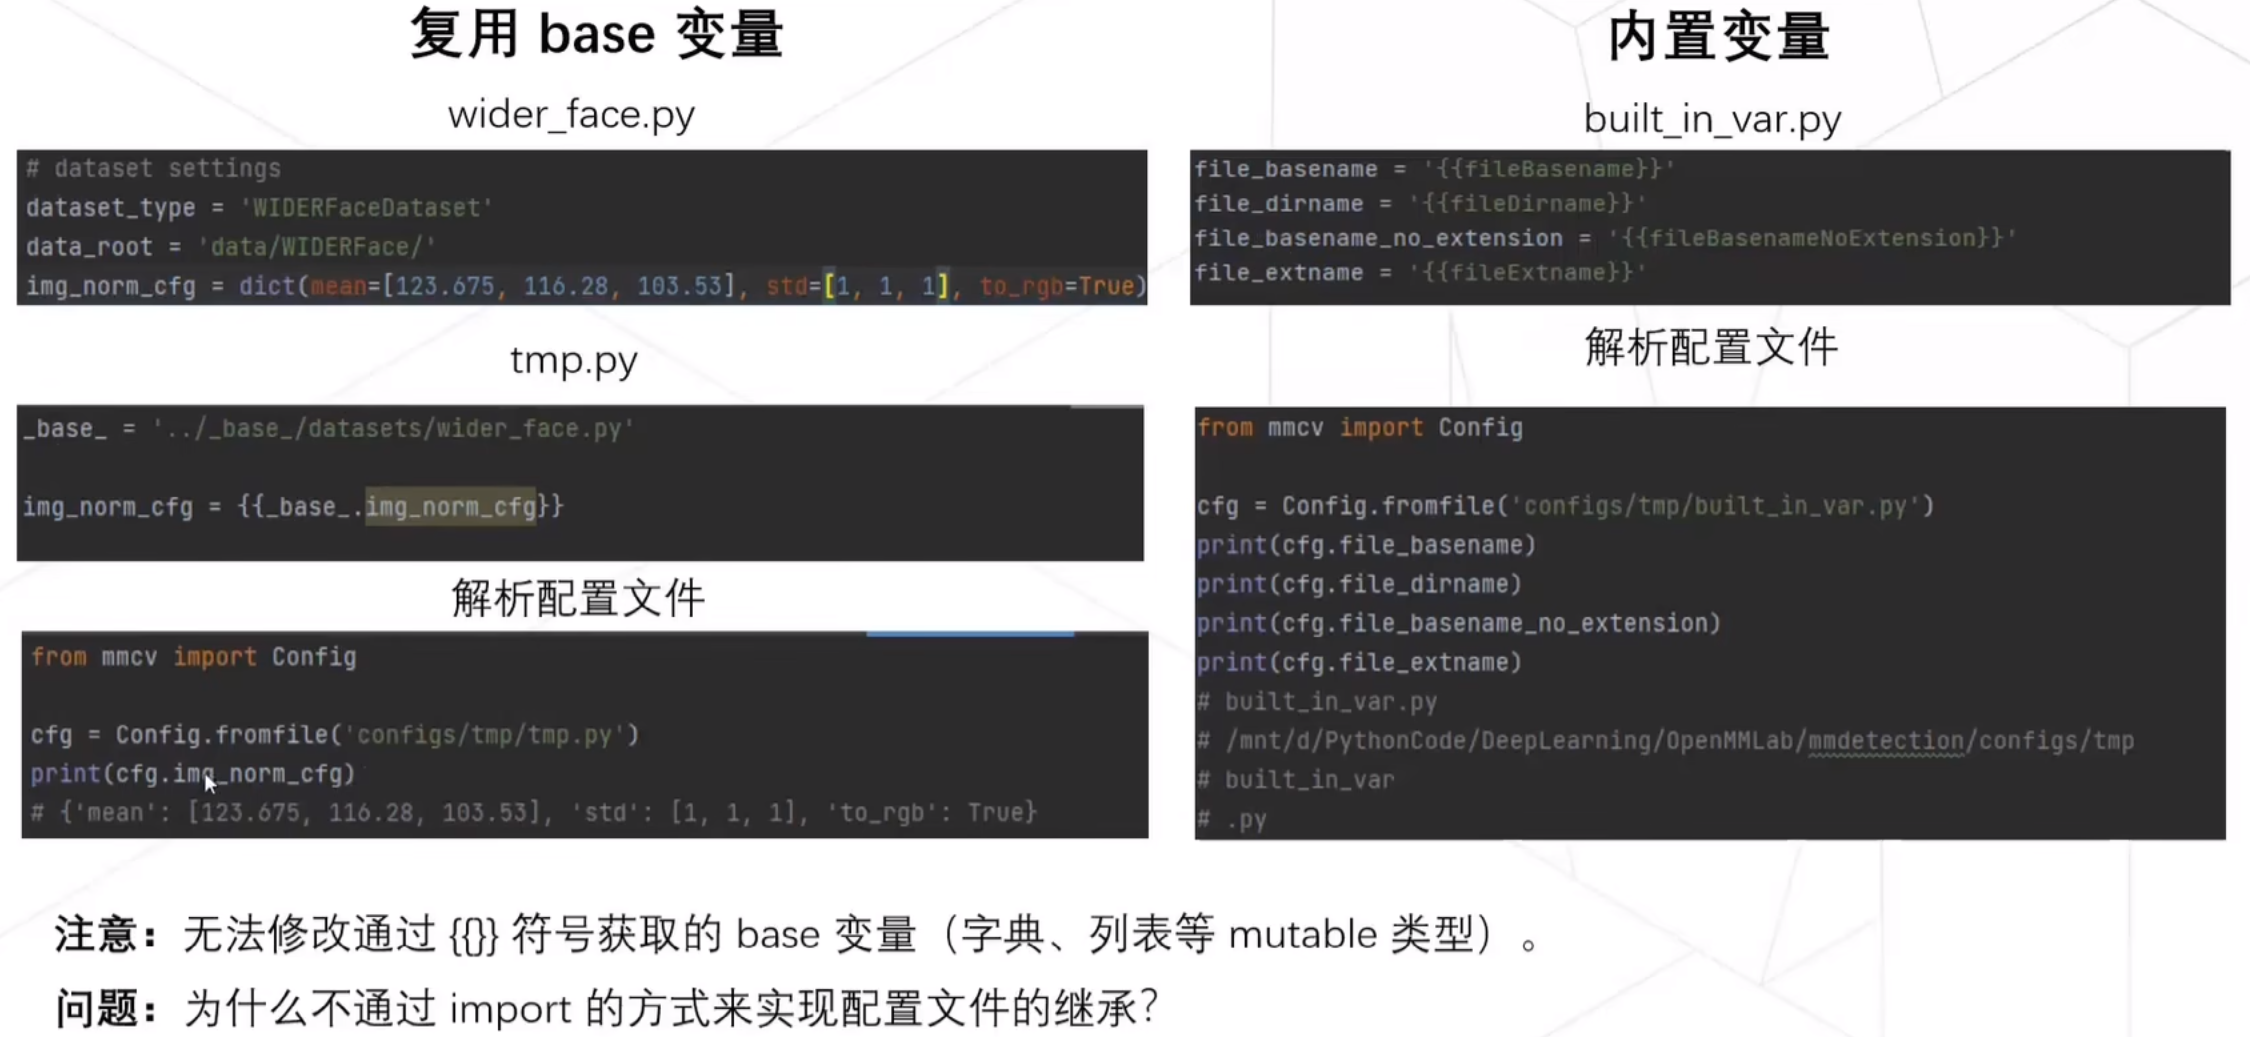 复用 base 变量
wider_face.py
# dataset settings
dataset_type = 'WIDERFaceDataset'
data_root = 'data/WIDERFace/'
img_norm_cfg = dict(mean=[123.675, 116.28, 103.53], std=[1, 1, 1], to_rgb=True)
tmp.py
_base_ = '../_base_/datasets/wider_face.py'
img_norm_cfg = {{_base_.img_norm_cfg}}
解析配置文件
from mmcv import Config
cfg = Config.fromfile('configs/tmp/tmp.py')
print(cfg.img_norm_cfg)
# {'mean': [123.675, 116.28, 103.53], 'std': [1, 1, 1], 'to_rgb': True}
内置变量
built_in_var.py
file_basename = '{{fileBasename}}'
file_dirname = '{{fileDirname}}'
file_basename_no_extension = '{{fileBasenameNoExtension}}'
file_extname = '{{fileExtname}}'
解析配置文件
from mmcv import Config
cfg = Config.fromfile('configs/tmp/built_in_var.py')
print(cfg.file_basename)
print(cfg.file_dirname)
print(cfg.file_basename_no_extension)
print(cfg.file_extname)
# built_in_var.py
# /mnt/d/PythonCode/DeepLearning/OpenMMLab/mmdetection/configs/tmp
# built_in_var
# .py
注意：无法修改通过 {{}} 符号获取的 base 变量（字典、列表等 mutable 类型）。
问题：为什么不通过 import 的方式来实现配置文件的继承？